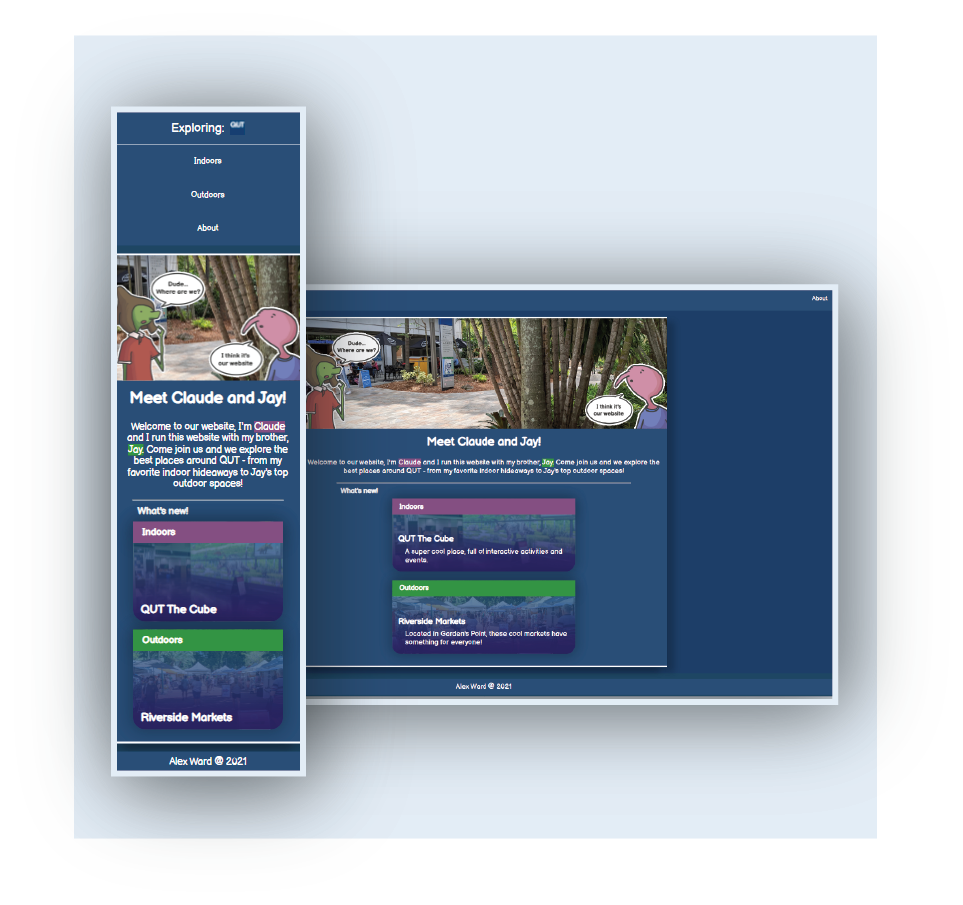 Exploring: QUT
Indoors
Outdoors
About
Dude...
Where are we?
I think it's
our website
Meet Claude and Jay!
Welcome to our website, I'm Claude
and I run this website with my brother,
Jay. Come join us and we explore the
best places around QUT - from my
favorite indoor hideaways to Jay's top
outdoor spaces!
What's new!
Indoors
QUT The Cube
Outdoors
Riverside Markets
Alex Ward @ 2021
About
Dude...
Where are we?
I think it's
our website
Meet Claude and Jay!
Welcome to our website, I'm Claude and I run this website with my brother, Jay. Come join us and we explore the
best places around QUT - from my favorite indoor hideaways to Jay's top outdoor spaces!
What's new!
Indoors
QUT The Cube
A super cool place, full of interactive activities and
events.
Outdoors
Riverside Markets
Located in Garden's Point, these cool markets have
something for everyone!
Alex Ward @ 2021